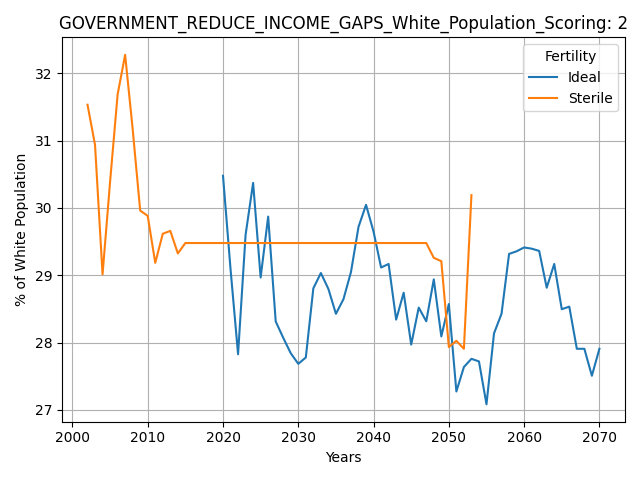 GOVERNMENT_REDUCE_INCOME_GAPS_White_Population_Scoring: 2
Fertility
Ideal
Sterile
% of White Population
32
31
30
29
28
27
2000 2010 2020 2030 2040 2050 2060 2070
Years